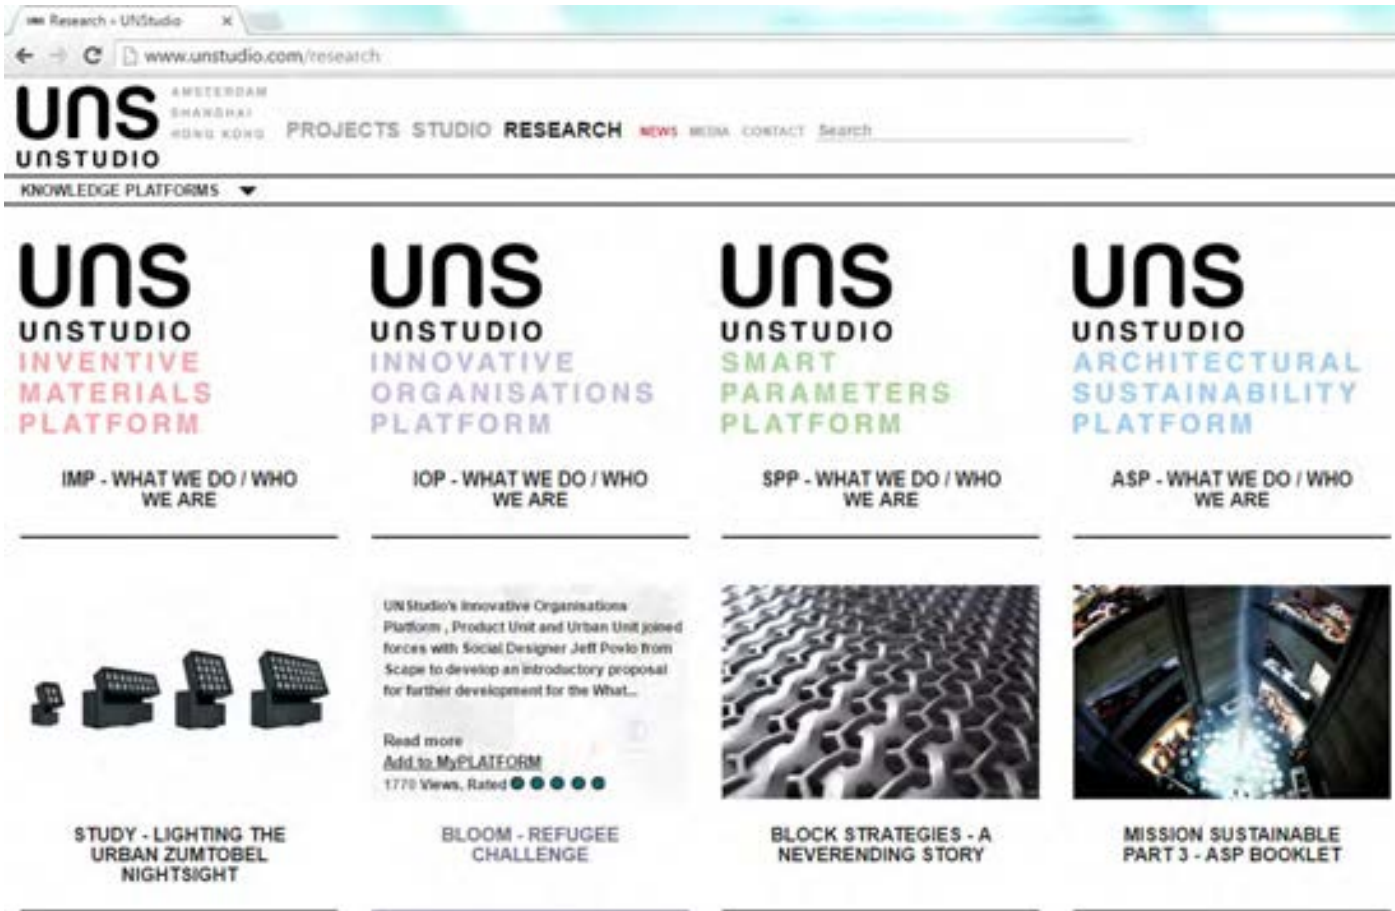 Research - UNStudio
www.unstudio.com/research
UNS
UNSTUDIO
AMSTERDAM
SHANGHAI
HONG KONG
PROJECTS STUDIO RESEARCH NEWS MEDIA CONTACT Search
KNOWLEDGE PLATFORMS
UNS
UNSTUDIO
INVENTIVE
MATERIALS
PLATFORM
IMP - WHAT WE DO / WHO
WE ARE
UNS
UNSTUDIO
INNOVATIVE
ORGANISATIONS
PLATFORM
IOP - WHAT WE DO / WHO
WE ARE
UNS
UNSTUDIO
SMART
PARAMETERS
PLATFORM
SPP - WHAT WE DO / WHO
WE ARE
UNS
UNSTUDIO
ARCHITECTURAL
SUSTAINABILITY
PLATFORM
ASP - WHAT WE DO / WHO
WE ARE
STUDY - LIGHTING THE
URBAN ZUMTOBEL
NIGHTSIGHT
UNStudio's Innovative Organisations
Platform , Product Unit and Urban Unit joined
forces with Social Designer Jeff Povlo from
Scape to develop an introductory proposal
for further development for the What...
Read more
Add to MyPLATFORM
1770 Views, Rated
BLOOM - REFUGEE
CHALLENGE
BLOCK STRATEGIES - A
NEVERENDING STORY
MISSION SUSTAINABLE
PART 3 - ASP BOOKLET